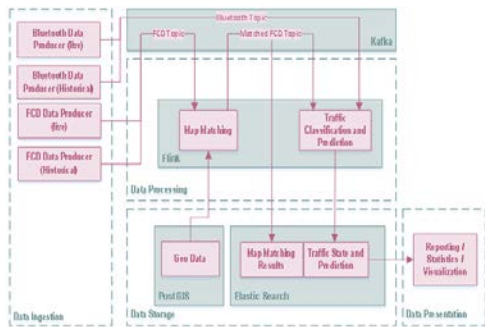 Bluetooth Topic
Bluetooth Data
Producer (live)
FCD Topic
Matched FCD Topic
Kafka
Bluetooth Data
Producer (Historical)
FCD Data Producer
(live)
FCD Data Producer
(Historical)
Map Matching
Traffic
Classification and
Prediction
Flink
Data Processing
Geo Data
Map Matching
Results
Traffic State and
Prediction
Reporting /
Statistics /
Visualization
PostGIS
Elastic Search
Data Ingestion
Data Storage
Data Presentation